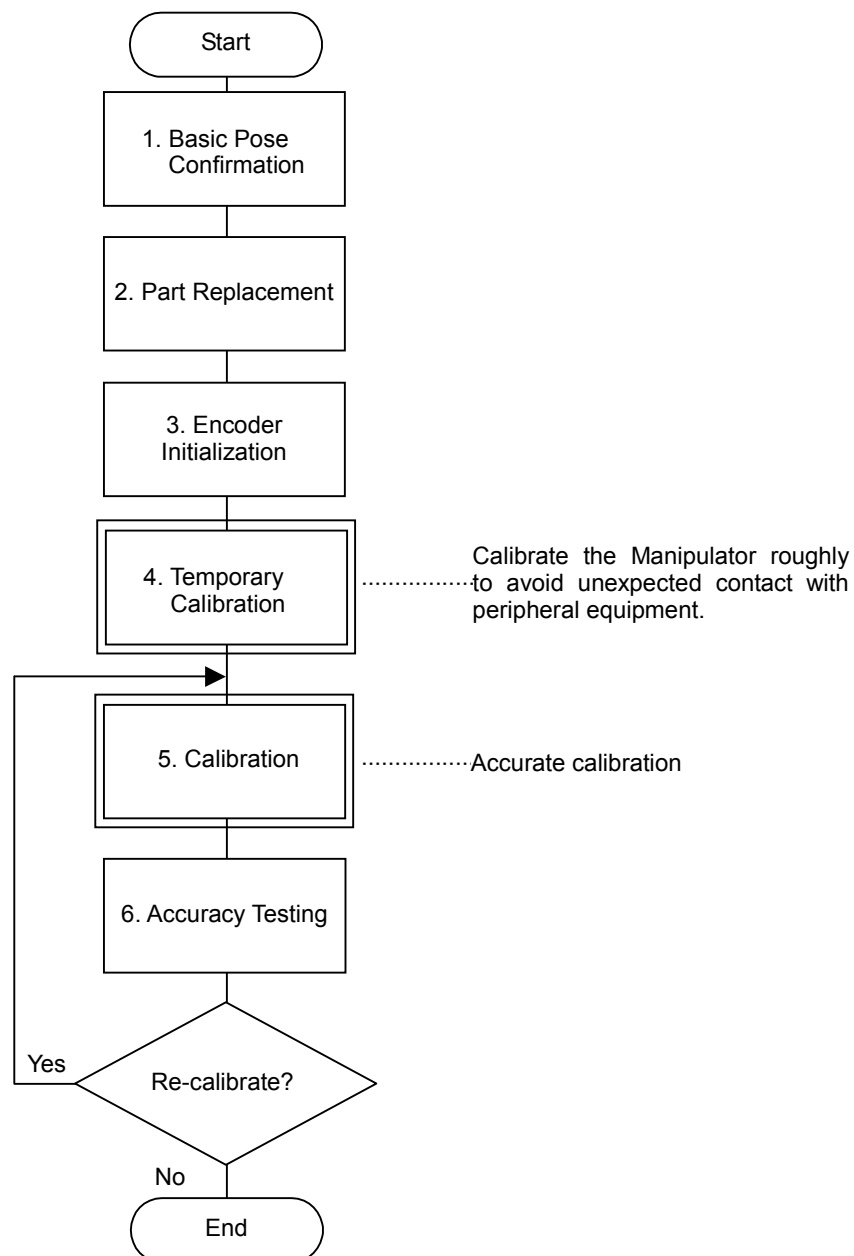 Start
1. Basic Pose
Confirmation
2. Part Replacement
3. Encoder
Initialization
4. Temporary
Calibration
Calibrate the Manipulator roughly
to avoid unexpected contact with
peripheral equipment.
5. Calibration
Accurate calibration
6. Accuracy Testing
Yes
Re-calibrate?
No
End